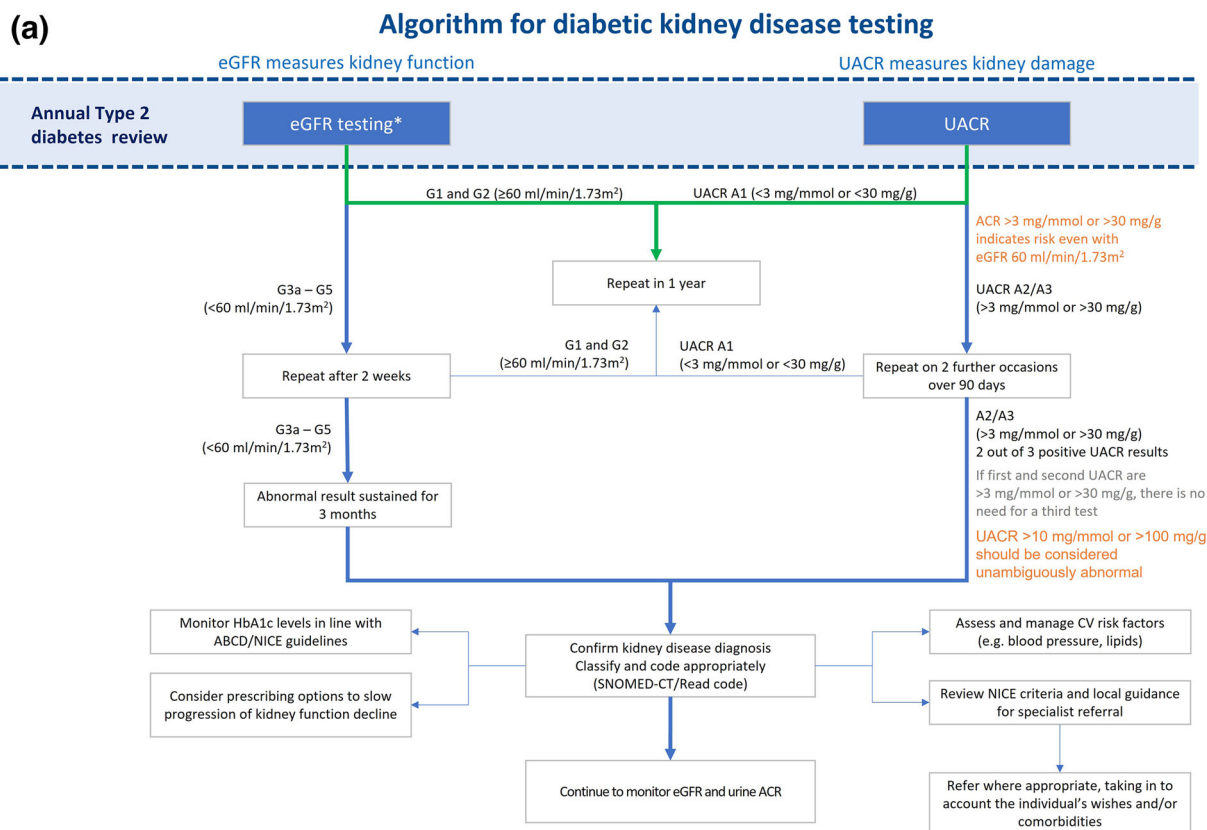 (a)
Algorithm for diabetic kidney disease testing
eGFR measures kidney function
UACR measures kidney damage
Annual Type 2
diabetes review
eGFR testing*
UACR
G1 and G2 (≥60 ml/min/1.73m²)
UACR A1 (<3 mg/mmol or <30 mg/g)
ACR >3 mg/mmol or >30 mg/g
indicates risk even with
eGFR 60 ml/min/1.73m²
Repeat in 1 year
G3a – G5
(<60 ml/min/1.73m²)
UACR A2/A3
(>3 mg/mmol or >30 mg/g)
G1 and G2
(≥60 ml/min/1.73m²)
UACR A1
(<3 mg/mmol or <30 mg/g)
Repeat after 2 weeks
Repeat on 2 further occasions
over 90 days
G3a – G5
(<60 ml/min/1.73m²)
A2/A3
(>3 mg/mmol or >30 mg/g)
2 out of 3 positive UACR results
If first and second UACR are
>3 mg/mmol or >30 mg/g, there is no
need for a third test
Abnormal result sustained for
3 months
UACR >10 mg/mmol or >100 mg/g
should be considered
unambiguously abnormal
Monitor HbA1c levels in line with
ABCD/NICE guidelines
Consider prescribing options to slow
progression of kidney function decline
Confirm kidney disease diagnosis
Classify and code appropriately
(SNOMED-CT/Read code)
Assess and manage CV risk factors
(e.g. blood pressure, lipids)
Review NICE criteria and local guidance
for specialist referral
Continue to monitor eGFR and urine ACR
Refer where appropriate, taking in to
account the individual's wishes and/or
comorbidities